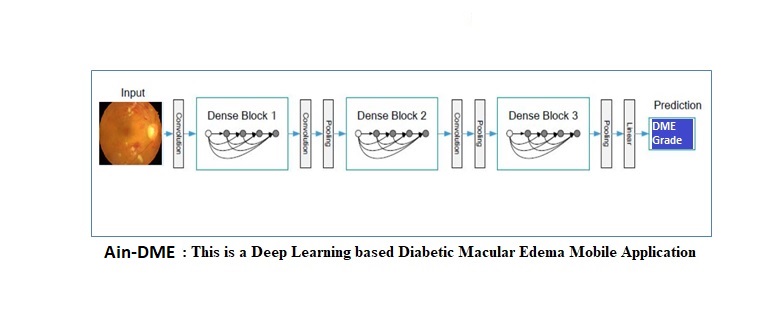 Input
Convolution
Dense Block 1
Convolution
Pooling
Dense Block 2
Convolution
Pooling
Dense Block 3
Pooling
Linear
Prediction
DME
Grade
Ain-DME : This is a Deep Learning based Diabetic Macular Edema Mobile Application